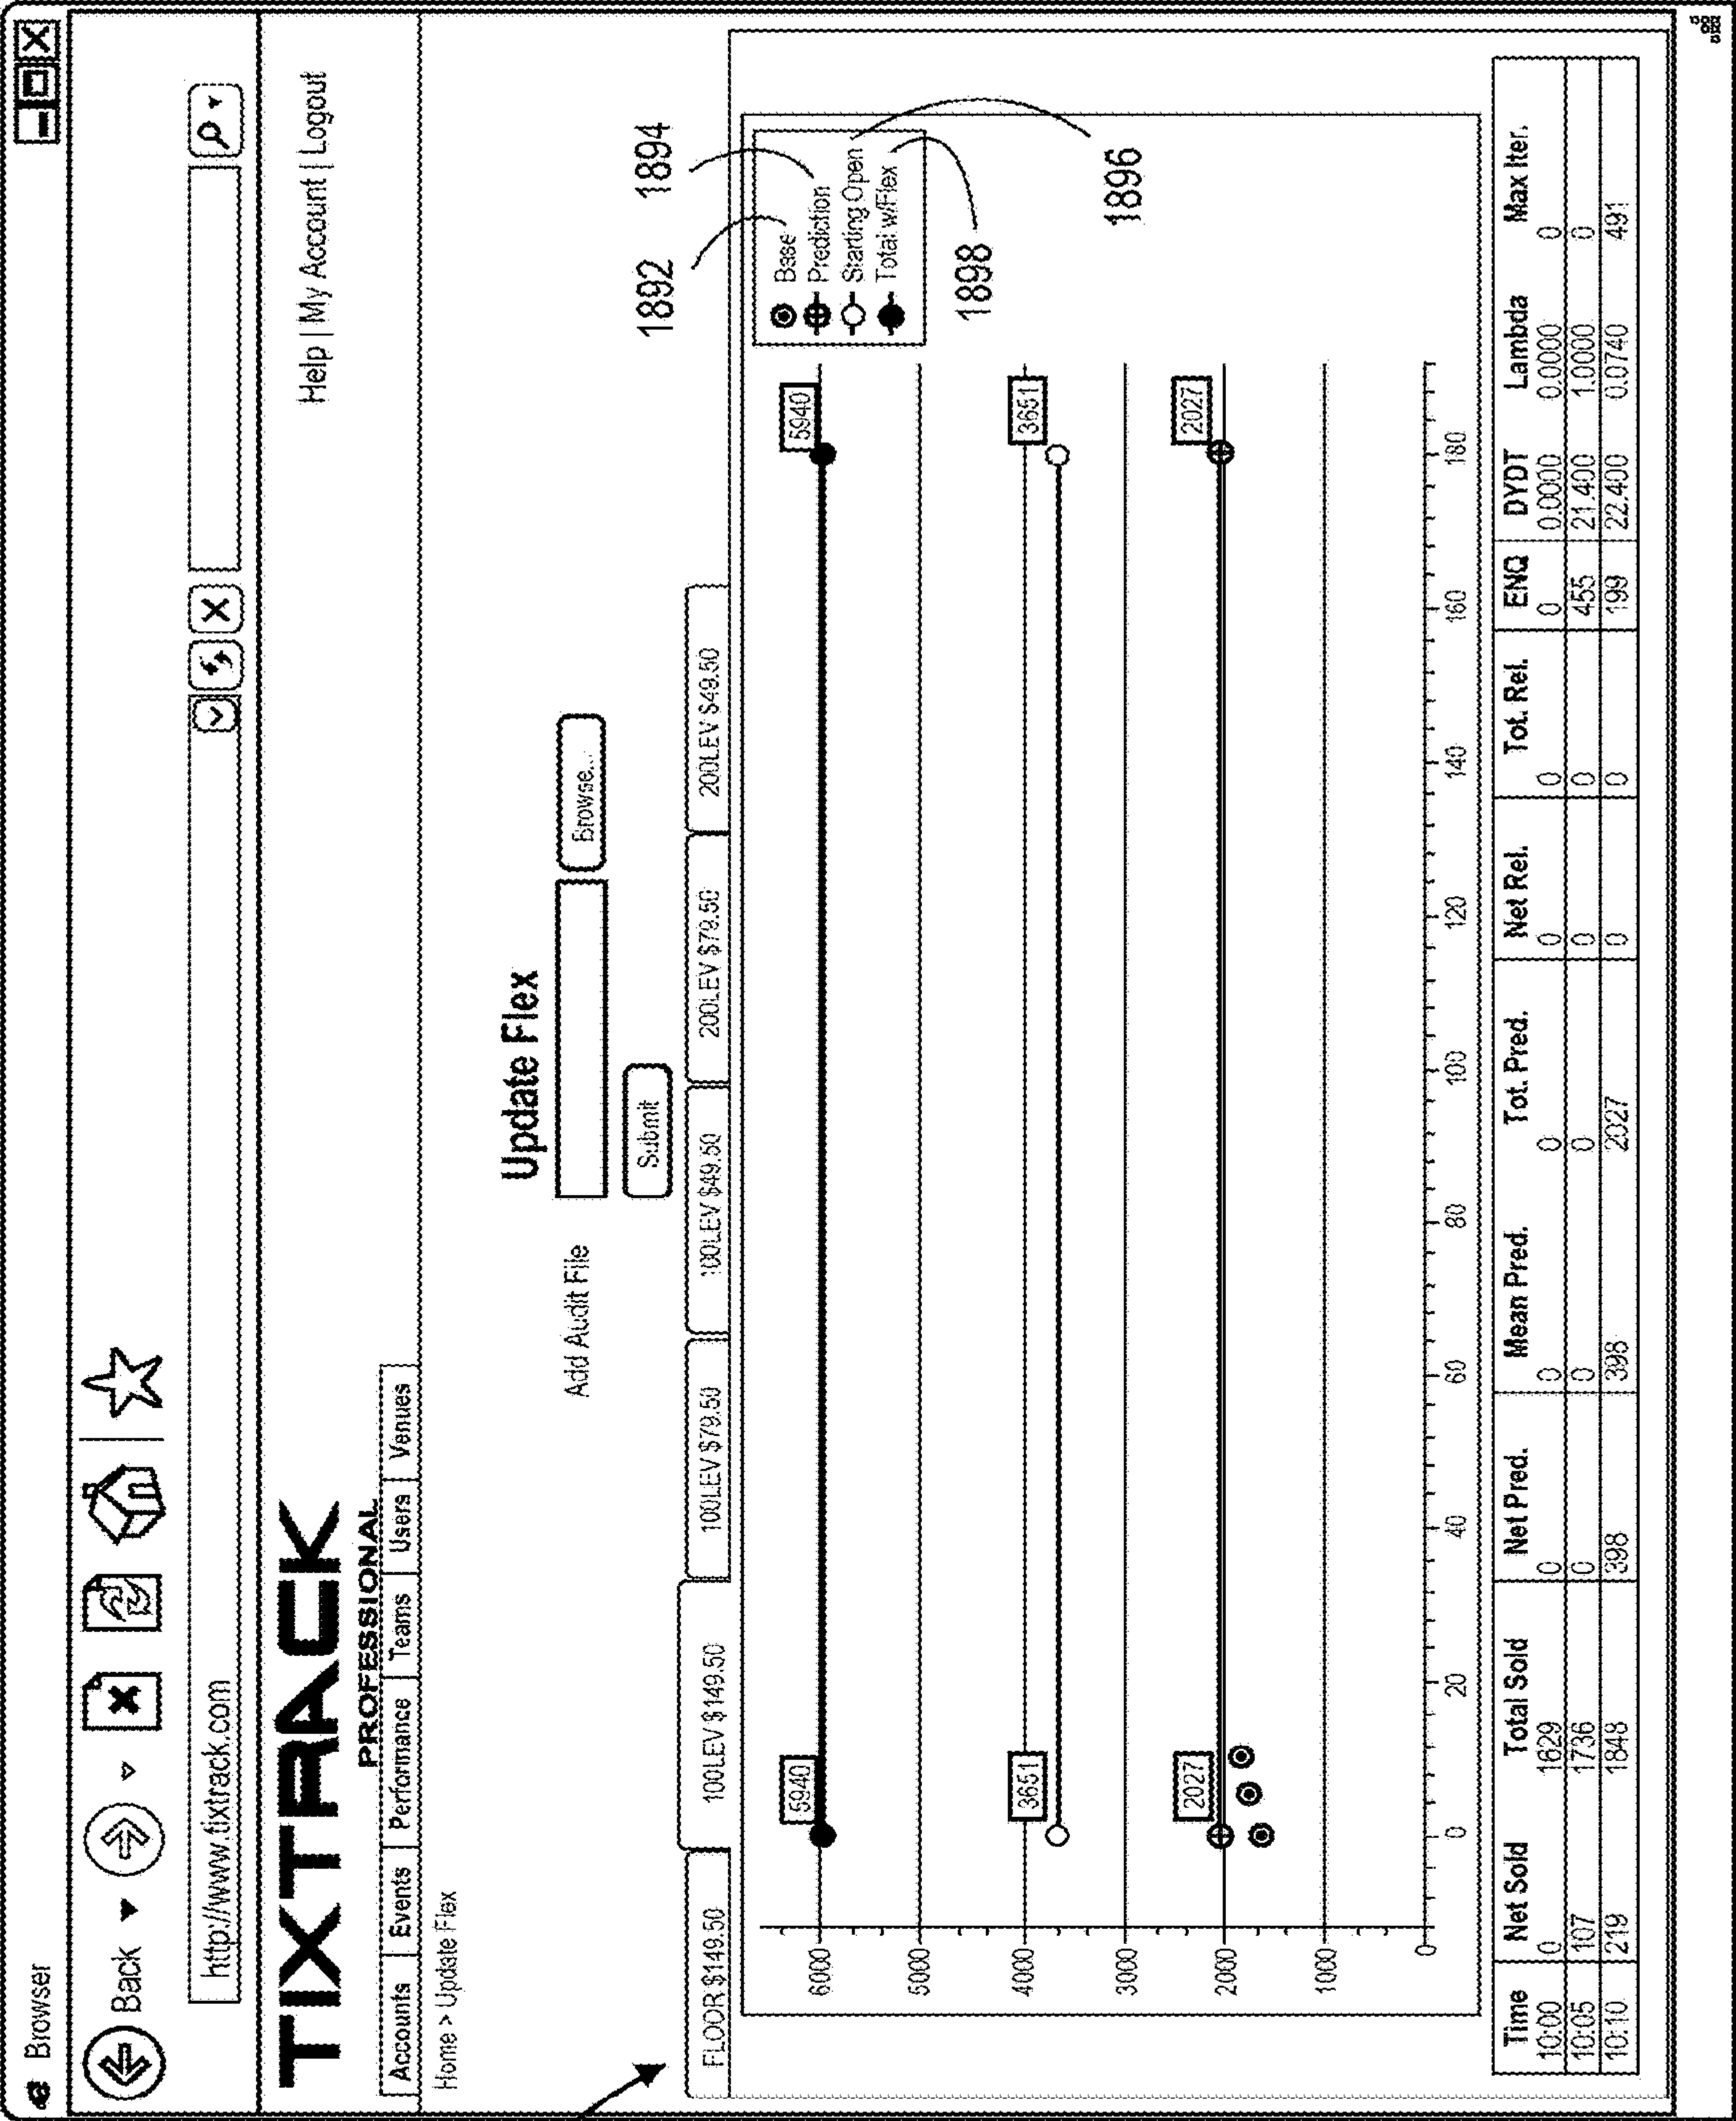 Browser
Back
http://www.tixtrack.com
TIXTRACK
PROFESSIONAL
Help | My Account | Logout
Accounts Events Performance Teams Users Venues
Home > Update Flex
Update Flex
Add Audit File Browse...
Submit
FLOOR $149.50 100LEV $149.50 100LEV $79.50 100LEV $49.50 200LEV $79.50 200LEV $49.50
1892 1894
Base
Prediction
Starting Open
Total w/Flex
1898 1896
6000 5940 5940
5000
4000 3651 3651
3000
2000 2027 2027
1000
0
0 20 40 60 80 100 120 140 160 180
Time Net Sold Total Sold Net Pred. Mean Pred. Tot. Pred. Net Rel. Tot. Rel. ENQ DYDT Lambda Max Iter.
10:00 0 1629 0 0 0 0 0 0 0.0000 0.0000 0
10:05 107 1736 0 0 0 0 0 455 21.400 1.0000 0
10:10 219 1848 398 398 2027 0 0 199 22.400 0.0740 491